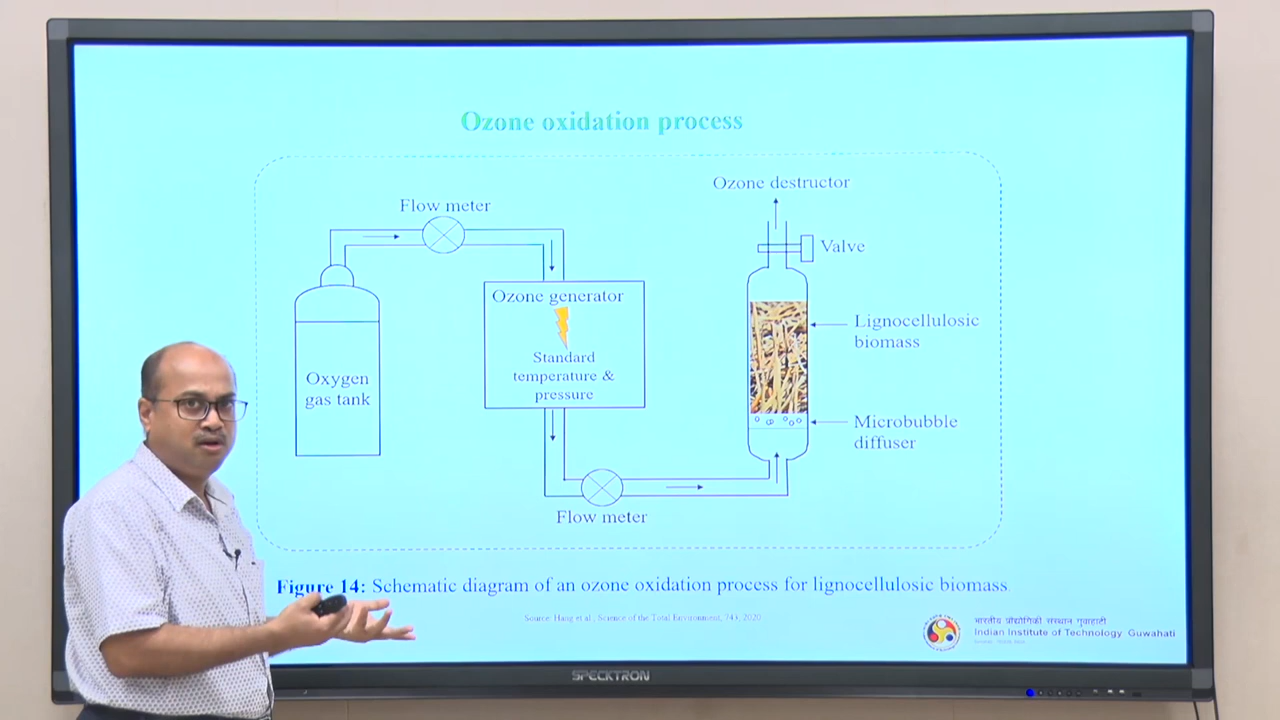 Ozone oxidation process
Ozone destructor
Flow meter
Valve
Ozone generator
Standard
temperature &
pressure
Lignocellulosic
biomass
Oxygen
gas tank
Microbubble
diffuser
Flow meter
Figure 14: Schematic diagram of an ozone oxidation process for lignocellulosic biomass
Source: Hang et al., Science of the Total Environment, 743, 2020
भारतीय प्रौद्योगिकी संस्थान गुवाहाटी
Indian Institute of Technology Guwahati
SPECKTRON